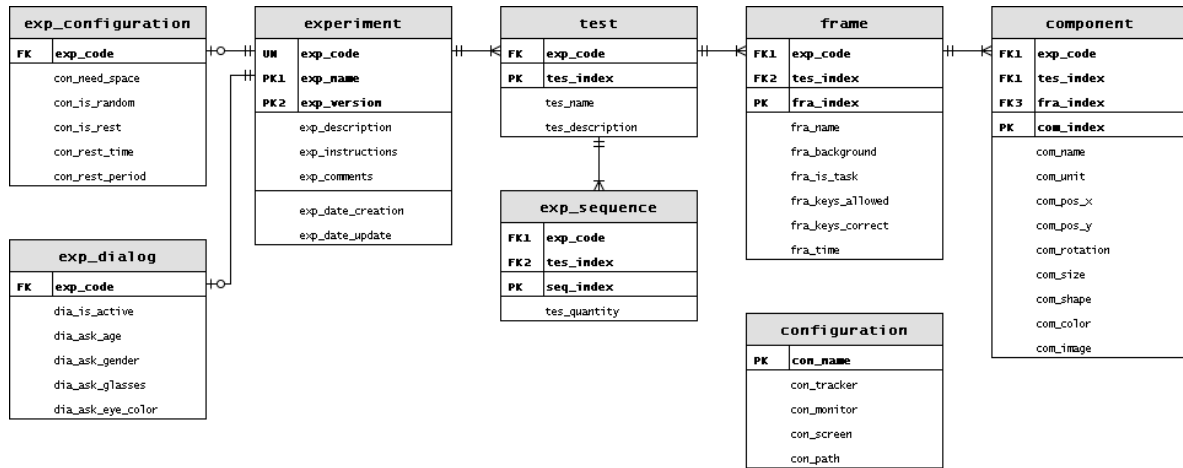 exp_configuration
FK exp_code
con_need_space
con_is_random
con_is_rest
con_rest_time
con_rest_period
exp_dialog
FK exp_code
dia_is_active
dia_ask_age
dia_ask_gender
dia_ask_glasses
dia_ask_eye_color
experiment
UN exp_code
PK1 exp_name
PK2 exp_version
exp_description
exp_instructions
exp_comments
exp_date_creation
exp_date_update
test
FK exp_code
PK tes_index
tes_name
tes_description
exp_sequence
FK1 exp_code
FK2 tes_index
PK seq_index
tes_quantity
frame
FK1 exp_code
FK2 tes_index
PK fra_index
fra_name
fra_background
fra_is_task
fra_keys_allowed
fra_keys_correct
fra_time
configuration
PK con_name
con_tracker
con_monitor
con_screen
con_path
component
FK1 exp_code
FK1 tes_index
FK3 fra_index
PK com_index
com_name
com_unit
com_pos_x
com_pos_y
com_rotation
com_size
com_shape
com_color
com_image